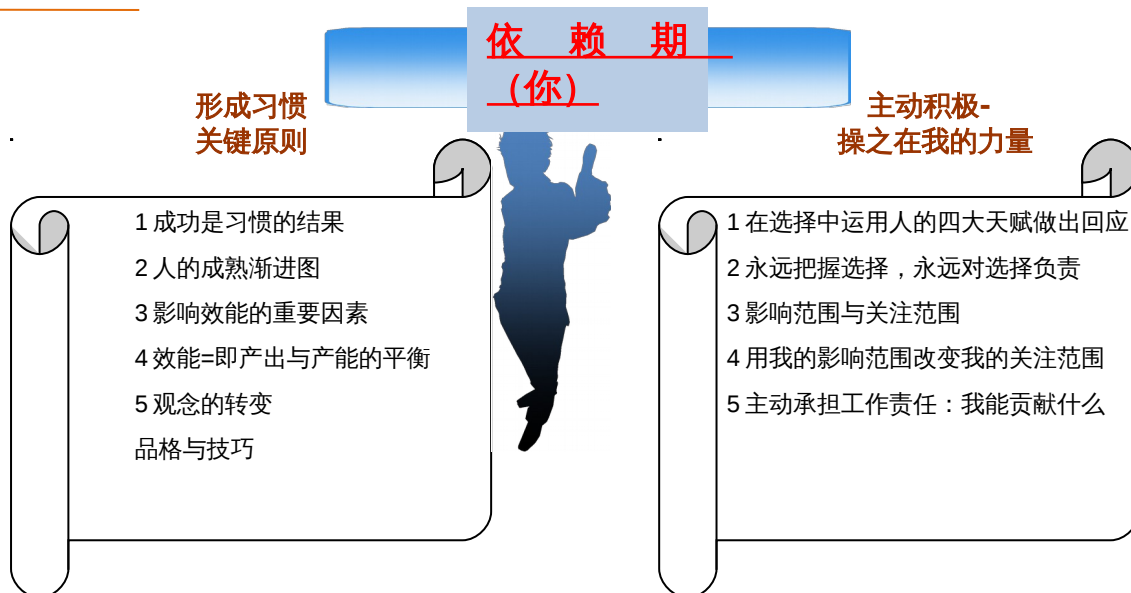 依 赖 期
（你）
形成习惯
关键原则
1 成功是习惯的结果
2 人的成熟渐进图
3 影响效能的重要因素
4 效能=即产出与产能的平衡
5 观念的转变
品格与技巧
主动积极-
操之在我的力量
1 在选择中运用人的四大天赋做出回应
2 永远把握选择，永远对选择负责
3 影响范围与关注范围
4 用我的影响范围改变我的关注范围
5 主动承担工作责任：我能贡献什么